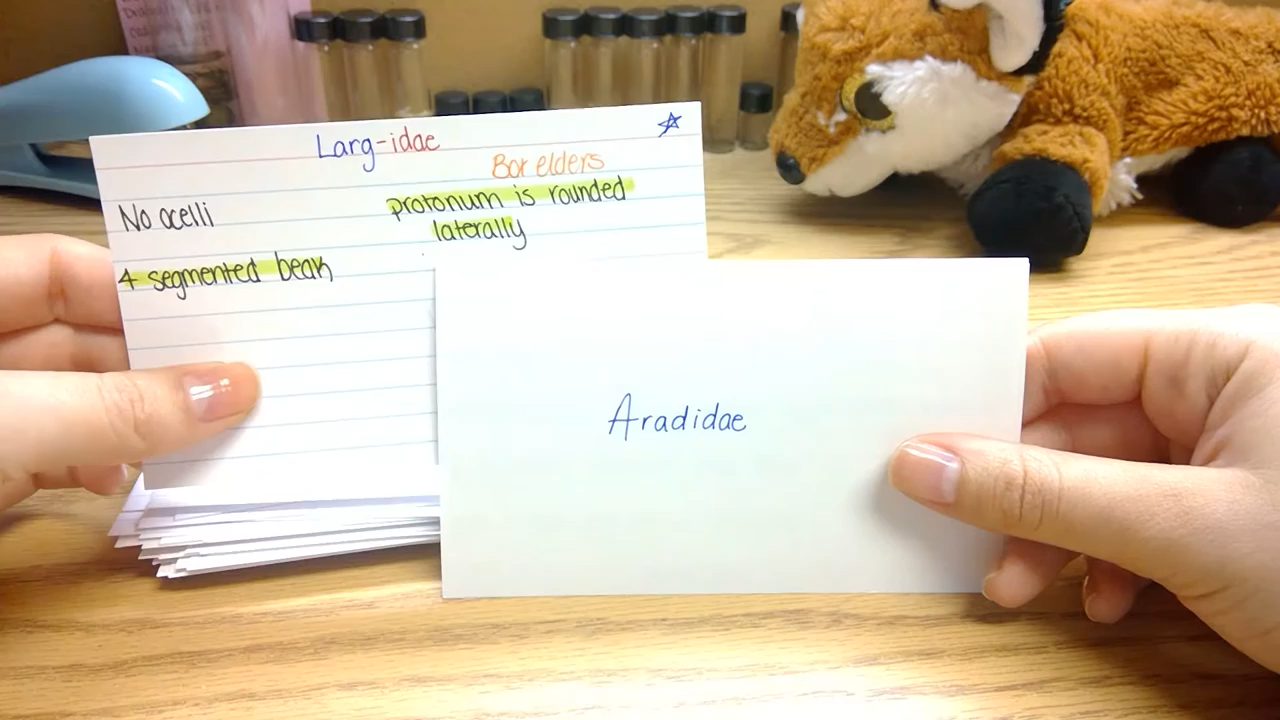 Larg-idae
Box elders
No ocelli
protonum is rounded
laterally
4 segmented beak
Aradidae